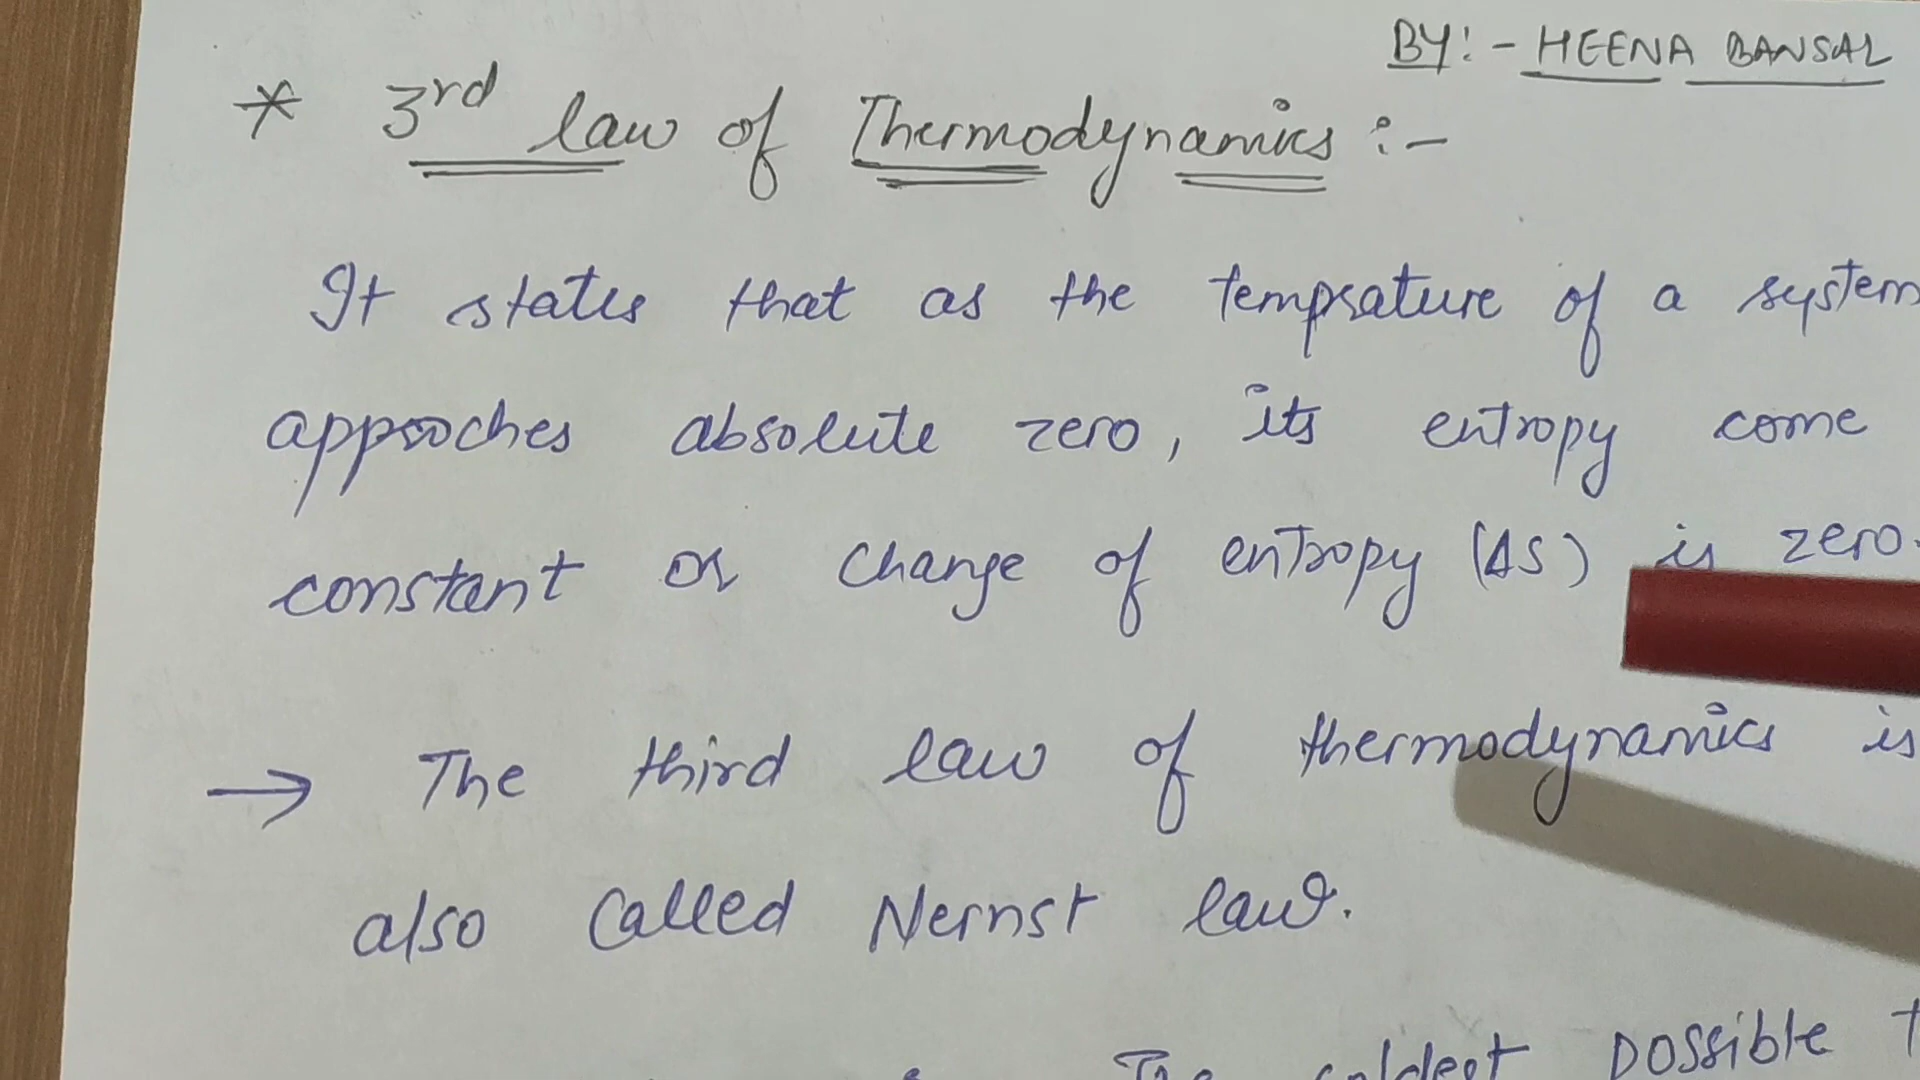 BY:- HEENA BANSAL
* 3rd law of Thermodynamics :-
It states that as the temprature of a system
approches absolute zero, its entropy come
constant or change of entropy (ΔS) is zero.
→ The third law of thermodynamics is
also called Nernst law.
coldest possible